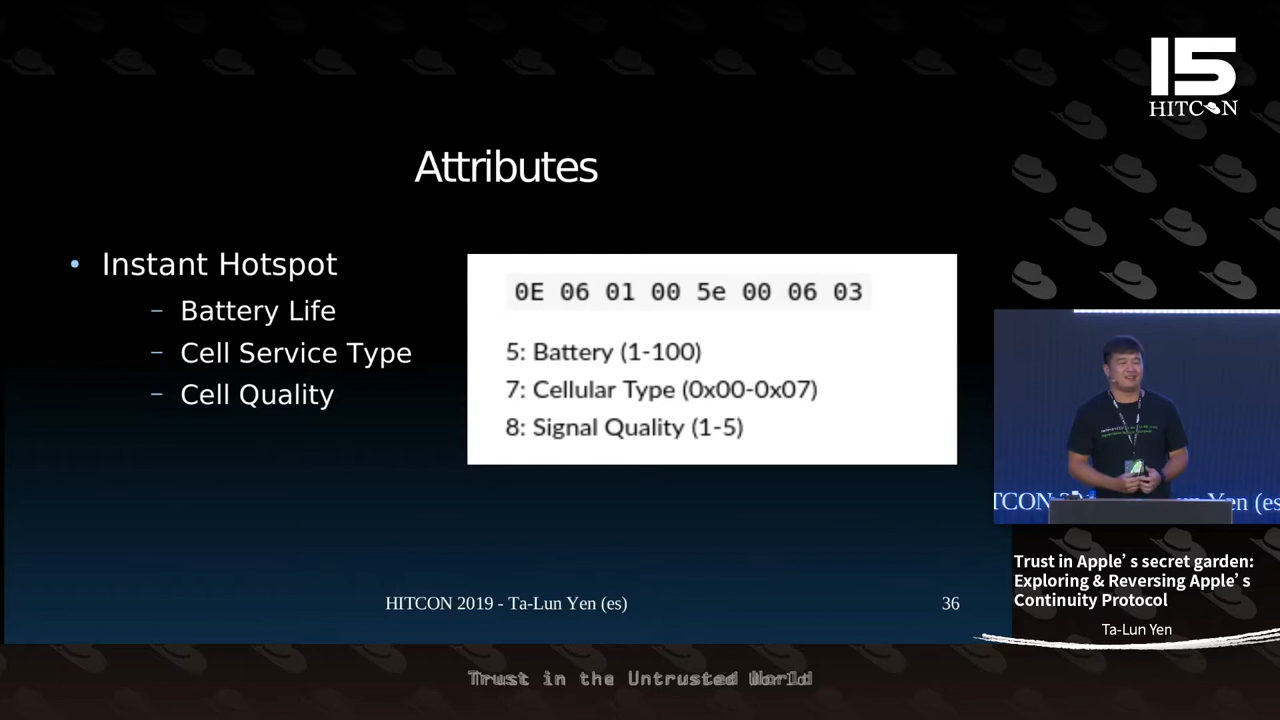 15
HITCON
Attributes
Instant Hotspot
Battery Life
Cell Service Type
Cell Quality
0E 06 01 00 5e 00 06 03
5: Battery (1-100)
7: Cellular Type (0x00-0x07)
8: Signal Quality (1-5)
HITCON 2019 - Ta-Lun Yen (es)
36
TCON
Yen (es
Trust in Apple’s secret garden:
Exploring & Reversing Apple’s
Continuity Protocol
Ta-Lun Yen
Trust in the Untrusted World